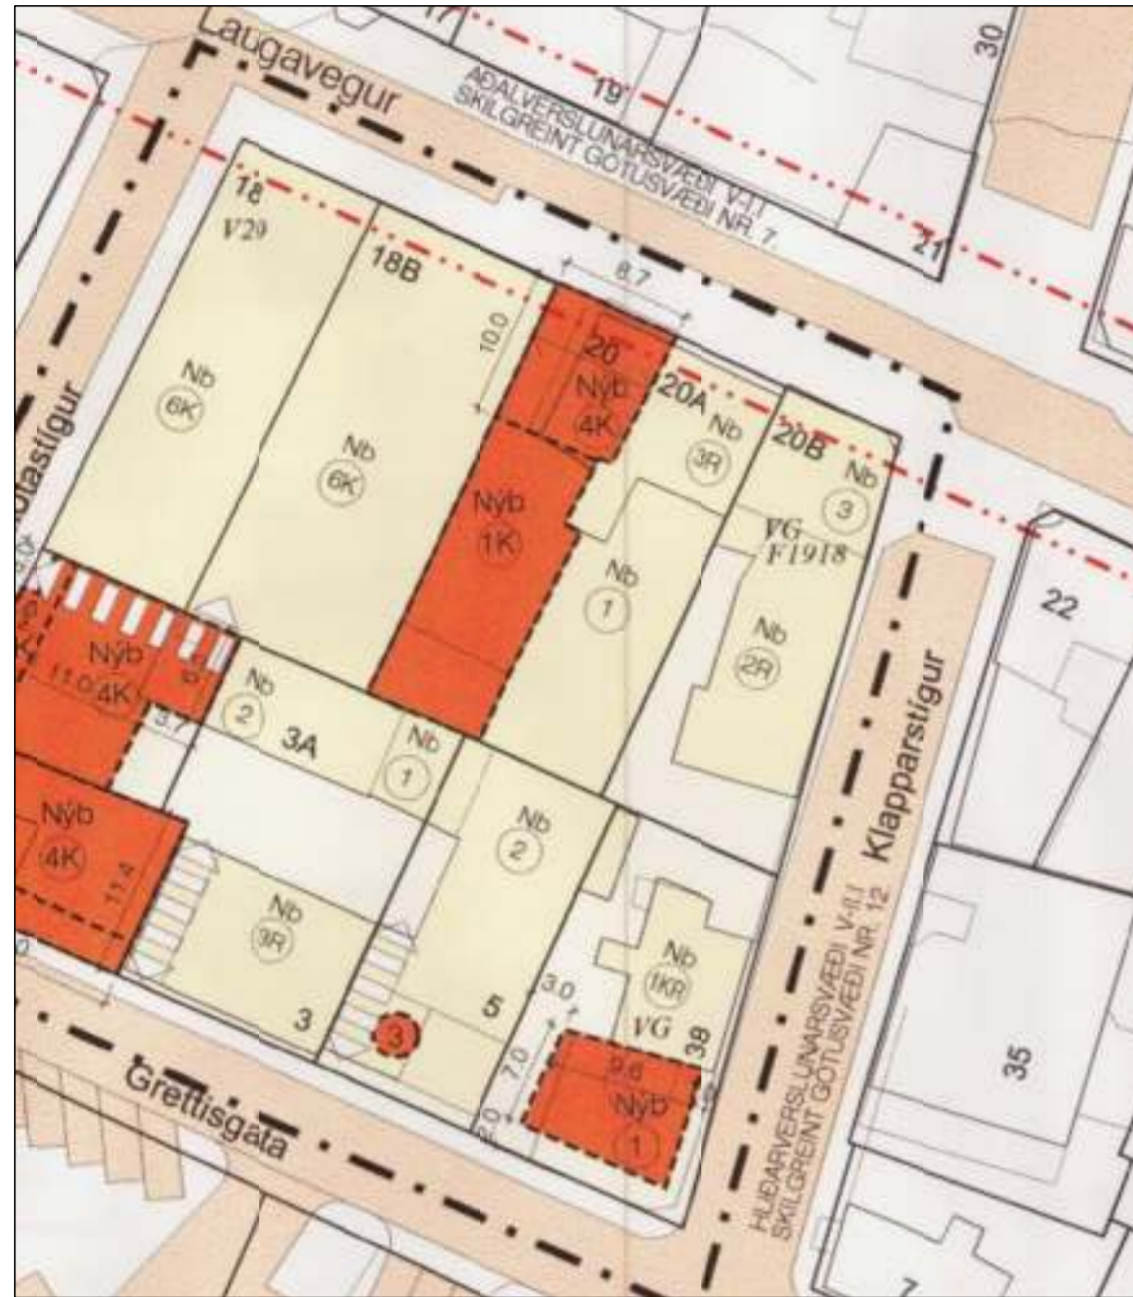 Laugavegur
17
19
30
AÐALVERSLUNARSVÆÐI V-I.I
SKILGREINT GÖTUSVÆÐI NR. 7.
21
18
V29
18B
8.7
10.0
Nb
6K
Nb
6K
20
Nýb
4K
20A
Nb
3R
20B
Nb
3
VG
F1918
Nýb
1K
Nb
1
Nb
2R
22
Nýb
4K
11.0
3.7
Nb
2
3A
Nb
1
Nb
2
Klapparstígur
Nýb
4K
11.4
Nb
3R
3
5
3
Nb
1KR
VG
38
3.0
7.0
2.0
9.6
Nýb
1
HLIÐARVERSLUNARSVÆÐI V-II.I
SKILGREINT GÖTUSVÆÐI NR. 12
35
Grettisgata
7